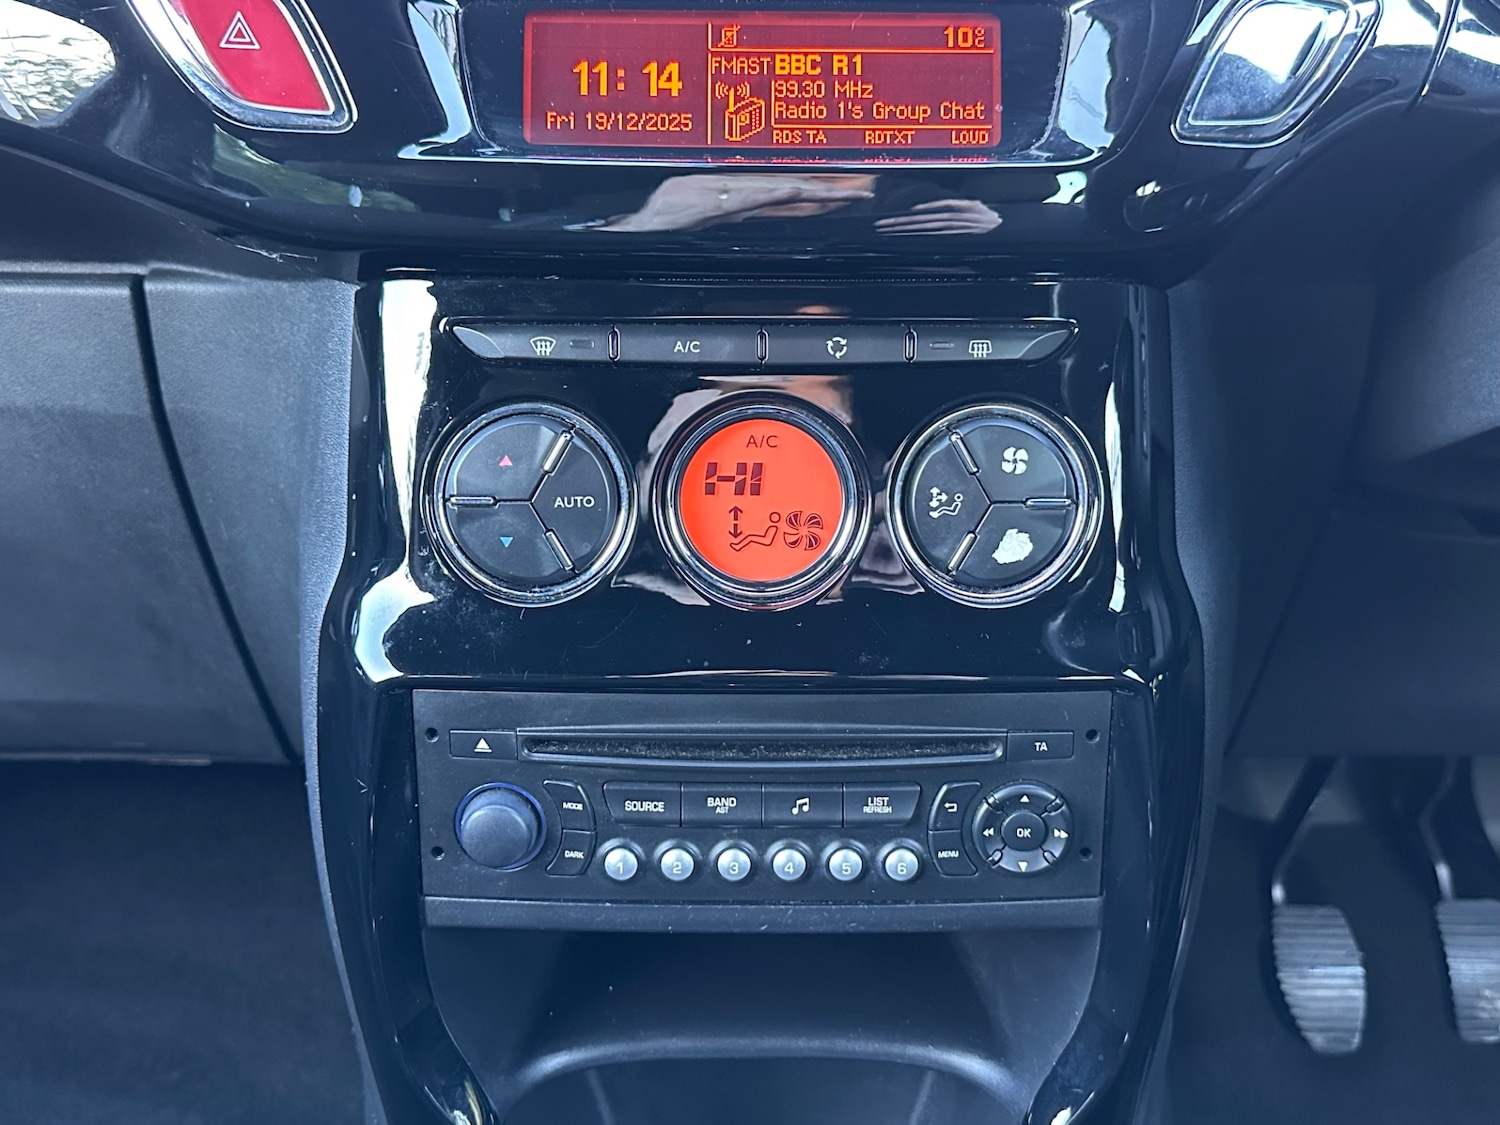 10°C
11:14
FMAST BBC R1
99.30 MHz
Radio 1's Group Chat
Fri 19/12/2025
RDS TA RDTXT LOUD
A/C
A/C
HI
AUTO
TA
MODE
SOURCE
BAND
AST
LIST
REFRESH
OK
DARK
MENU
1 2 3 4 5 6